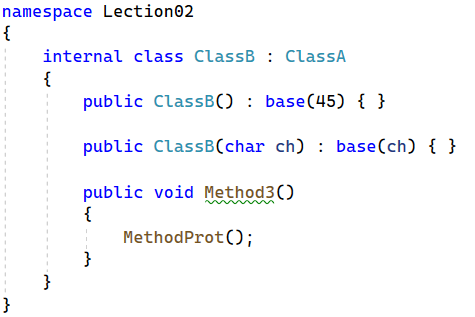 namespace Lection02
{
    internal class ClassB : ClassA
    {
        public ClassB() : base(45) { }

        public ClassB(char ch) : base(ch) { }

        public void Method3()
        {
            MethodProt();
        }
    }
}